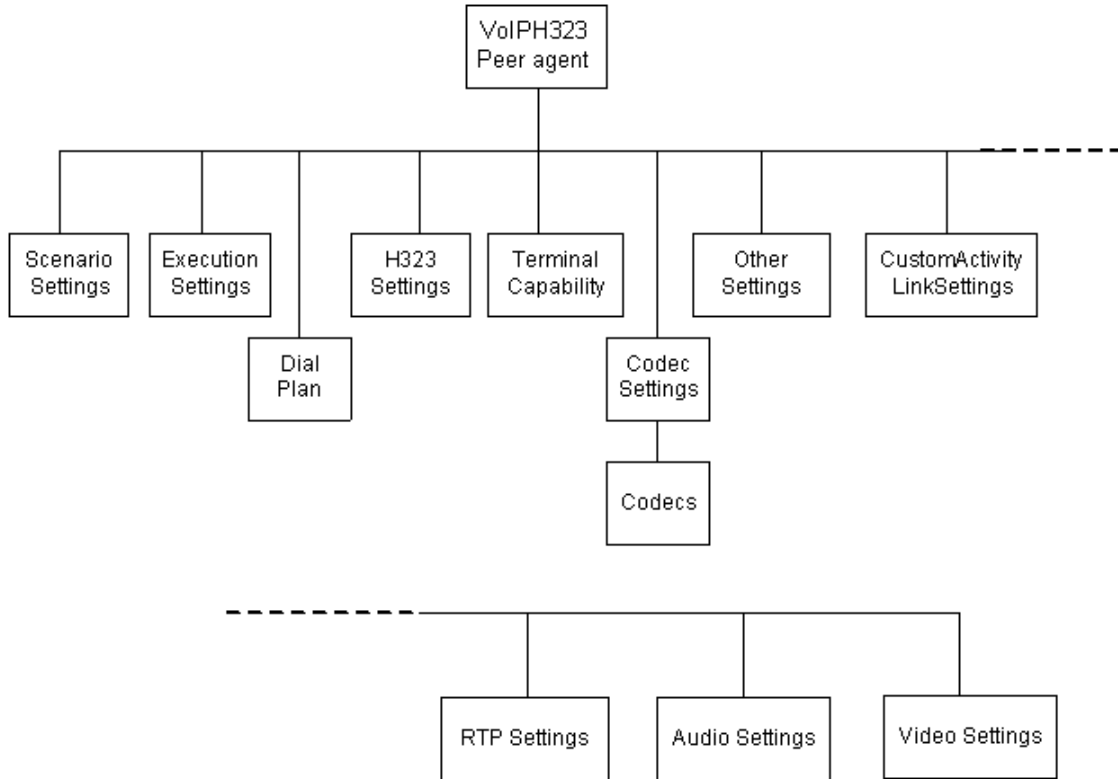 VoIPH323
Peer agent
Scenario
Settings
Execution
Settings
H323
Settings
Terminal
Capability
Other
Settings
CustomActivity
LinkSettings
Dial
Plan
Codec
Settings
Codecs
RTP Settings
Audio Settings
Video Settings